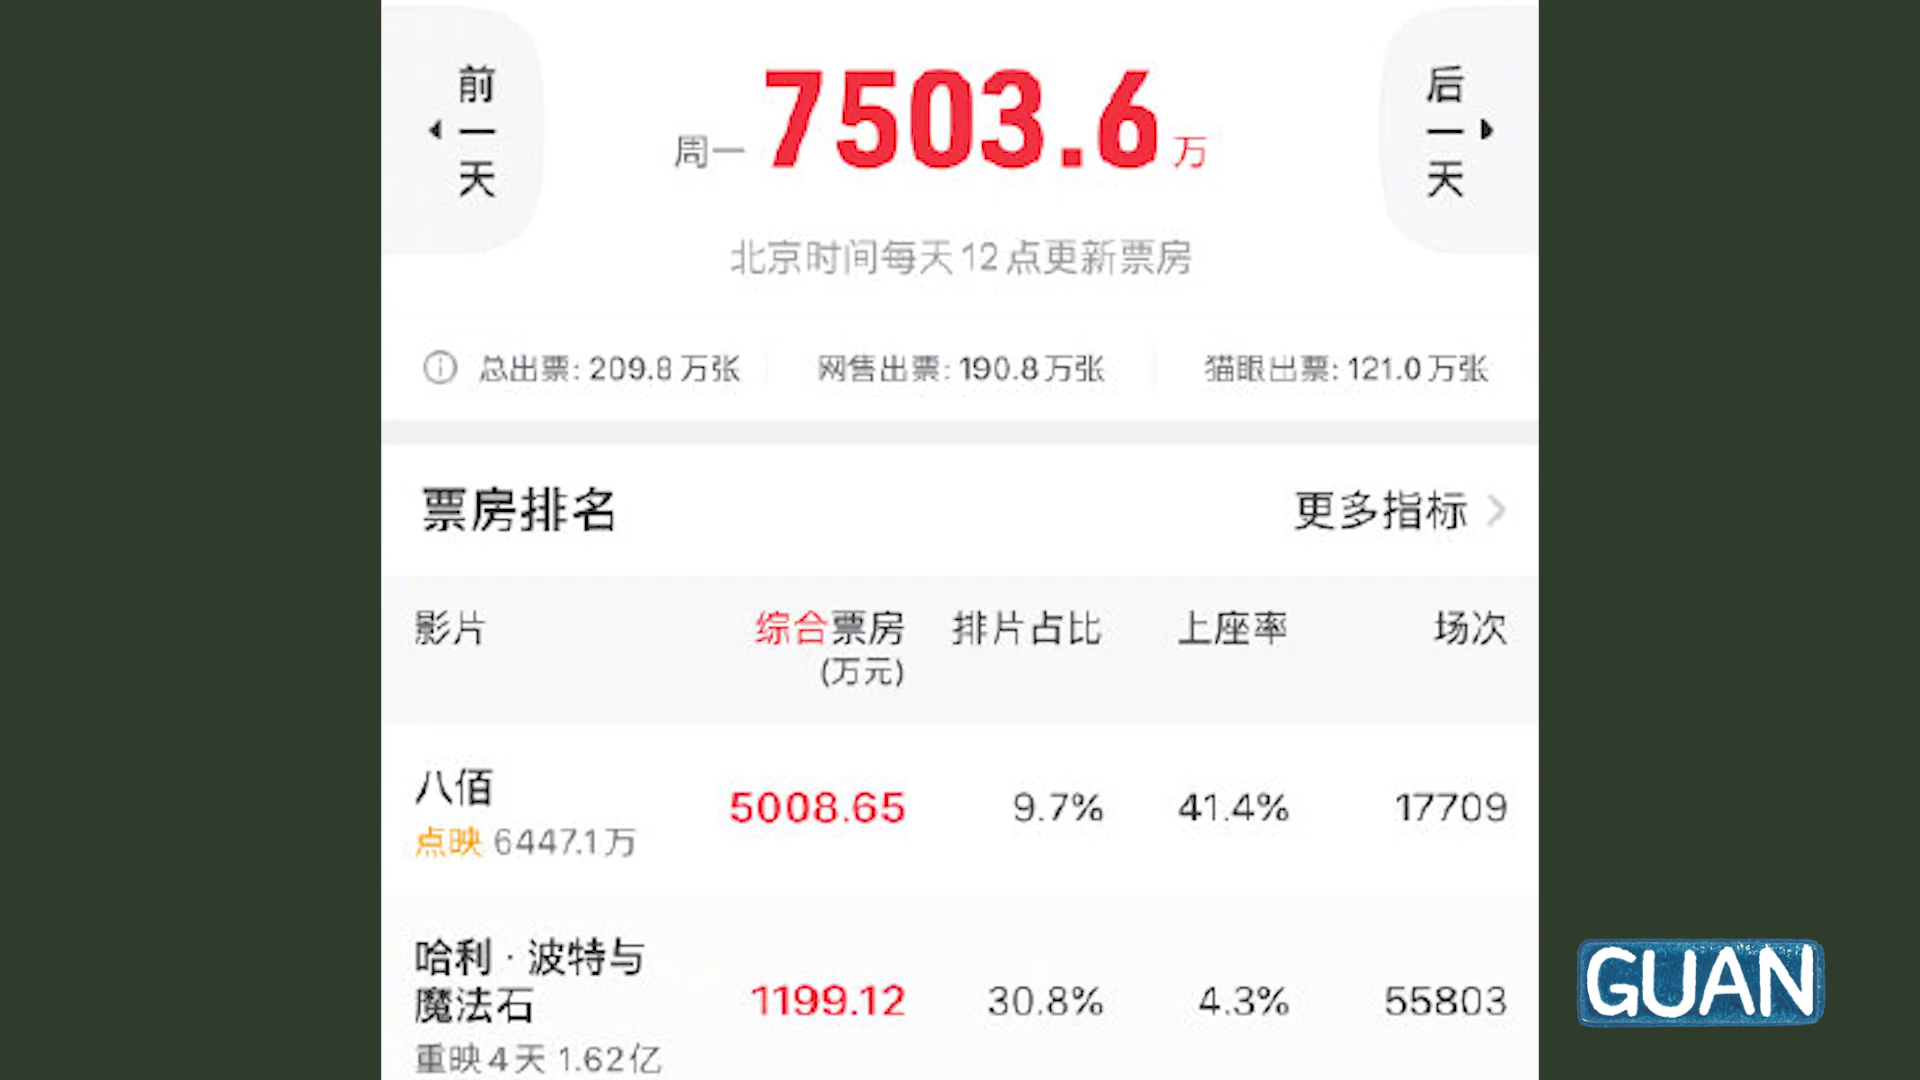 前一天
周一 7503.6 万
后一天
北京时间每天12点更新票房
总出票: 209.8万张 网售出票: 190.8万张 猫眼出票: 121.0万张
票房排名 更多指标
影片 综合票房 排片占比 上座率 场次
(万元)
八佰 5008.65 9.7% 41.4% 17709
点映 6447.1万
哈利·波特与
魔法石 1199.12 30.8% 4.3% 55803
重映4天 1.62亿
GUAN